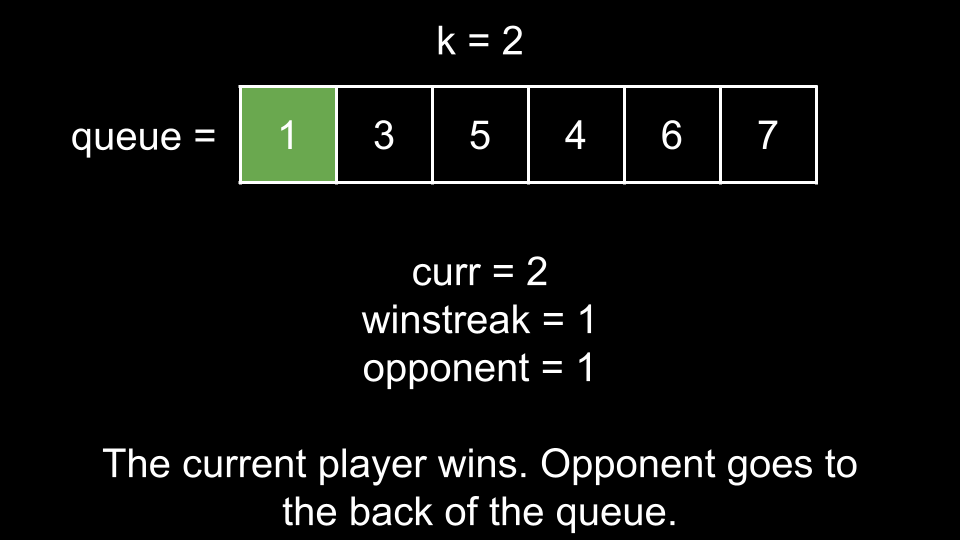 k = 2
queue = 1 3 5 4 6 7
curr = 2
winstreak = 1
opponent = 1
The current player wins. Opponent goes to
the back of the queue.